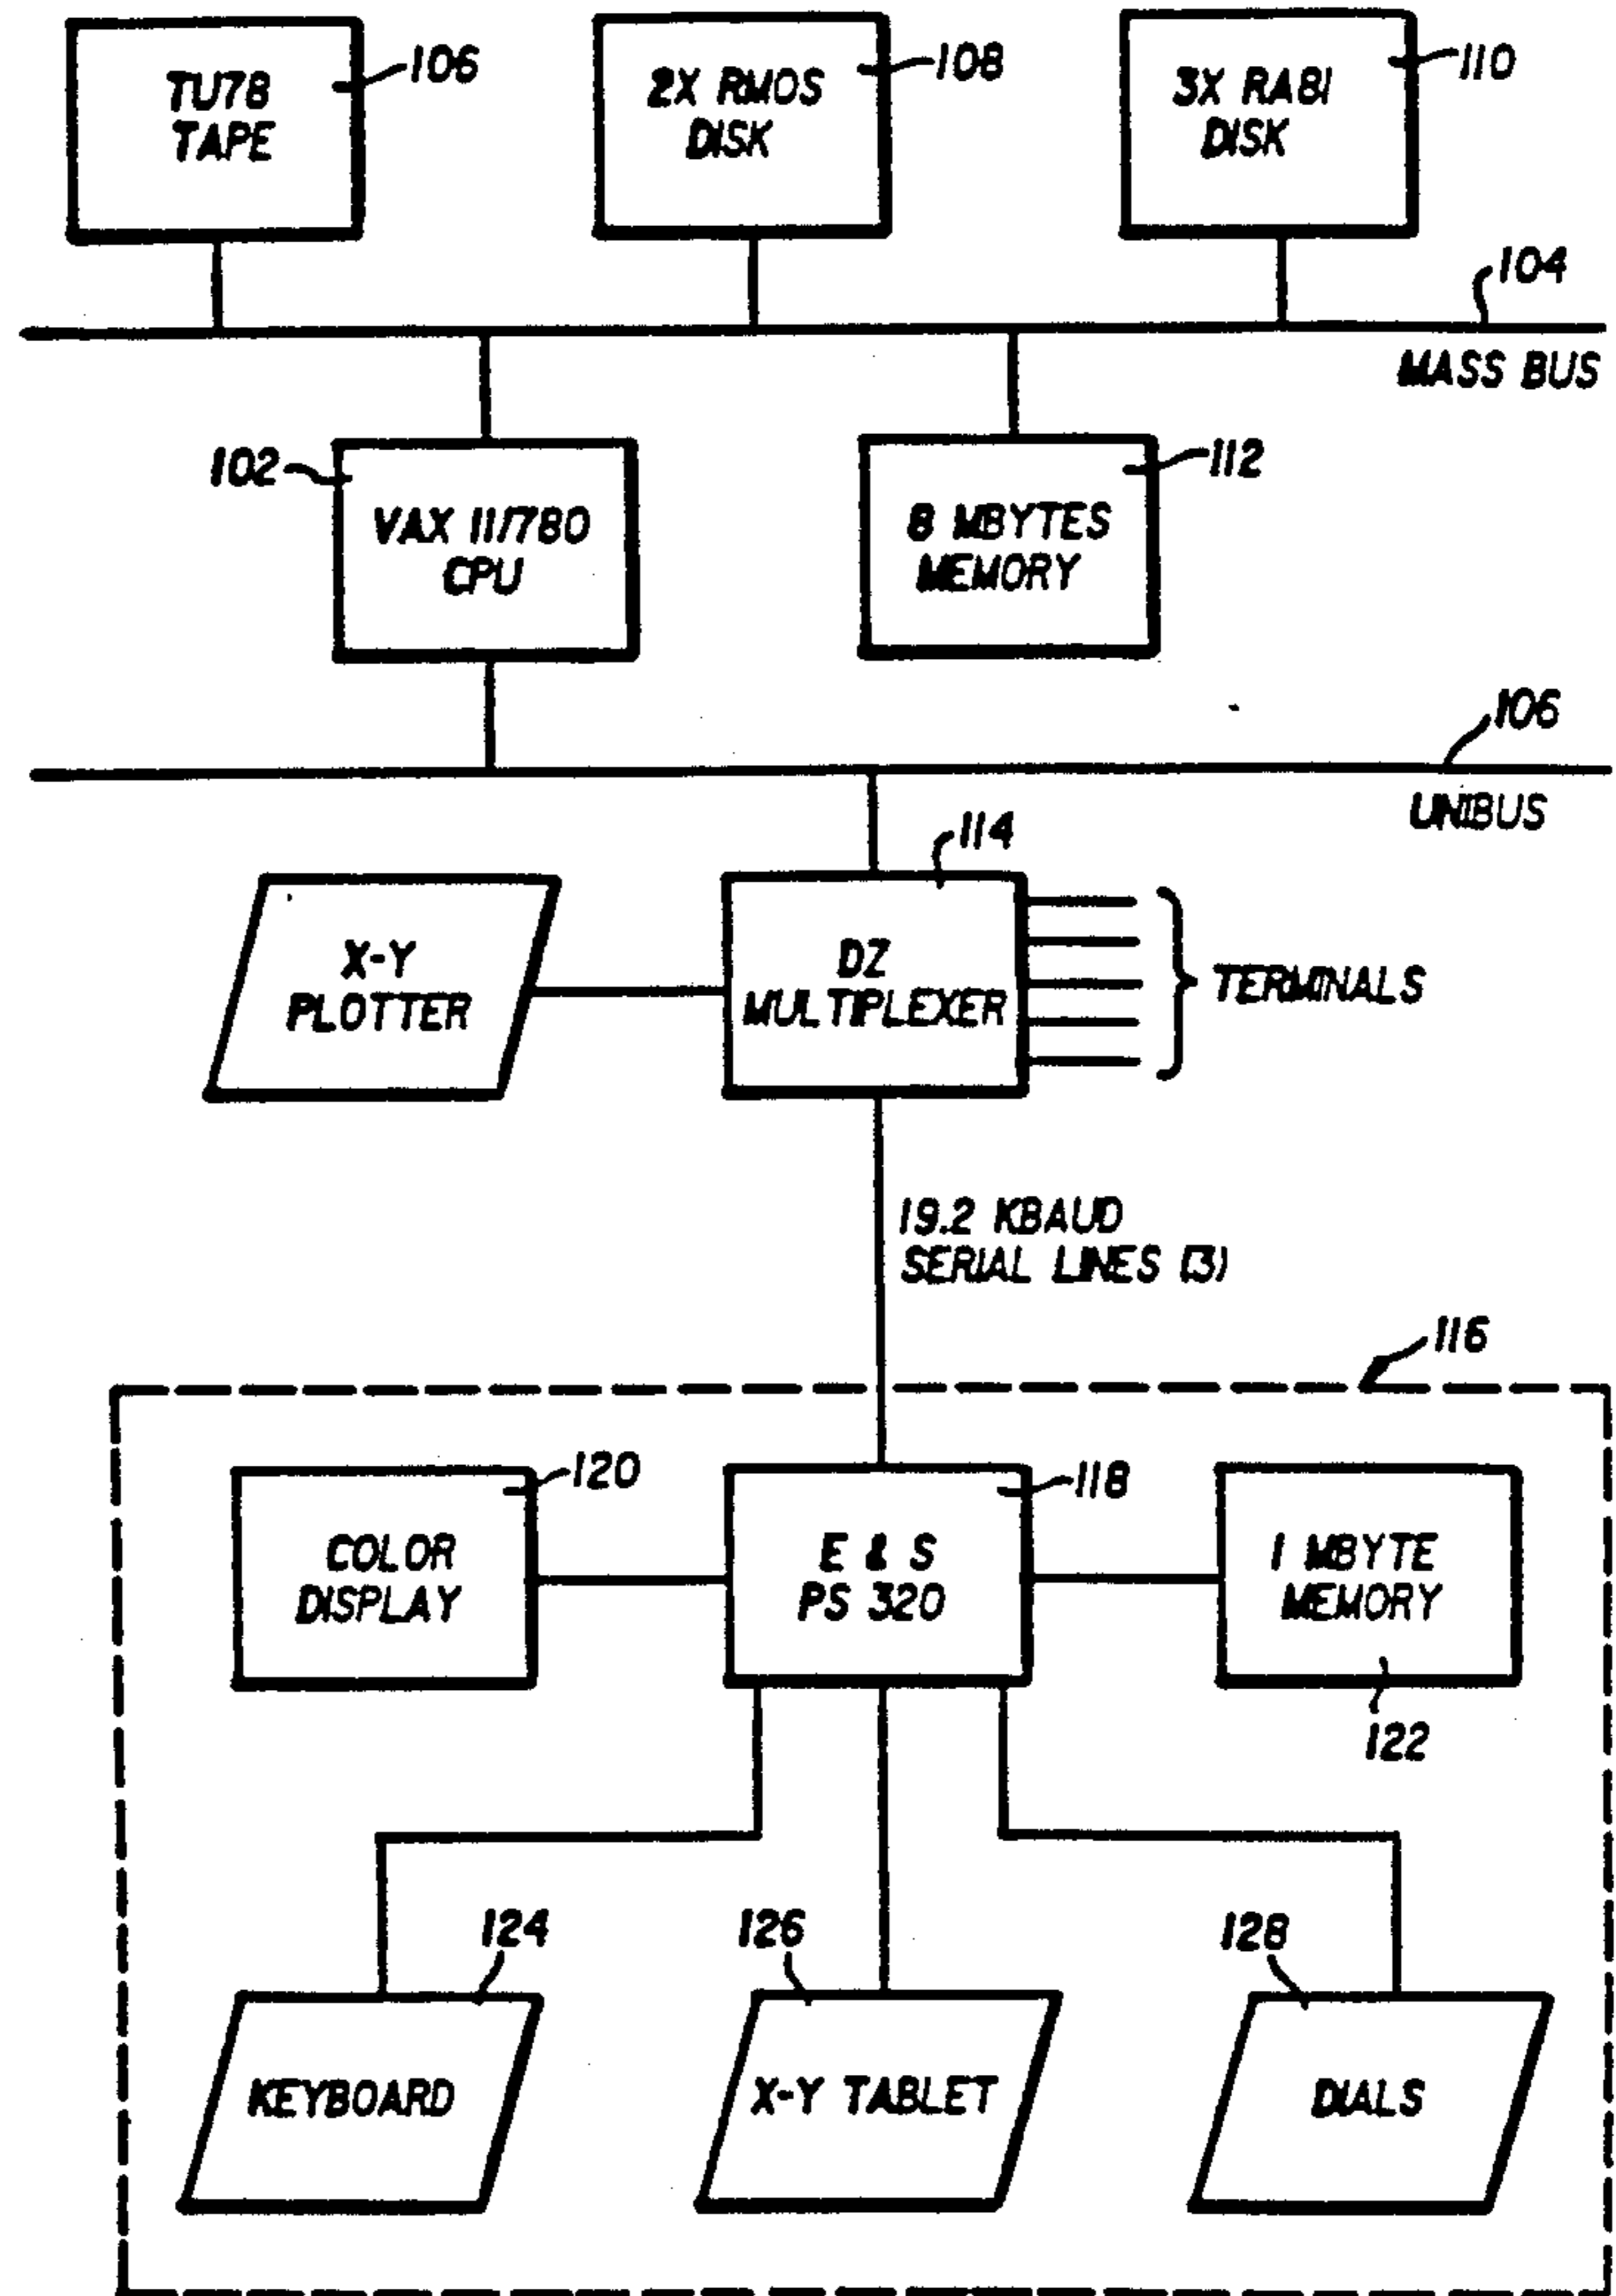 TU78
TAPE
106
2X RM05
DISK
108
3X RA81
DISK
110
104
MASS BUS
102
VAX 11/780
CPU
8 MBYTES
MEMORY
112
106
UNIBUS
114
X-Y
PLOTTER
DZ
MULTIPLEXER
TERMINALS
19.2 KBAUD
SERIAL LINES (3)
116
120
COLOR
DISPLAY
118
E & S
PS 320
1 MBYTE
MEMORY
122
124
KEYBOARD
126
X-Y TABLET
128
DIALS